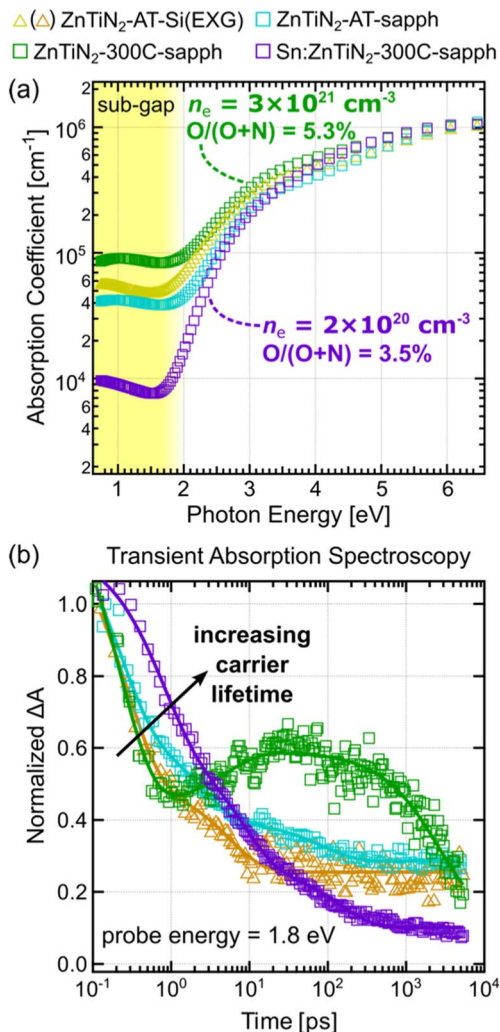 (△) ZnTiN₂-AT-Si(EXG) ZnTiN₂-AT-sapph
ZnTiN₂-300C-sapph Sn:ZnTiN₂-300C-sapph
(a)
sub-gap
nₑ = 3×10²¹ cm⁻³
O/(O+N) = 5.3%
nₑ = 2×10²⁰ cm⁻³
O/(O+N) = 3.5%
Absorption Coefficient [cm⁻¹]
10⁶
6
4
2
10⁵
6
4
2
10⁴
6
4
2
1 2 3 4 5 6
Photon Energy [eV]
(b) Transient Absorption Spectroscopy
increasing
carrier
lifetime
Normalized ΔA
1.0
0.8
0.6
0.4
0.2
0.0
probe energy = 1.8 eV
10⁻¹ 10⁰ 10¹ 10² 10³ 10⁴
Time [ps]